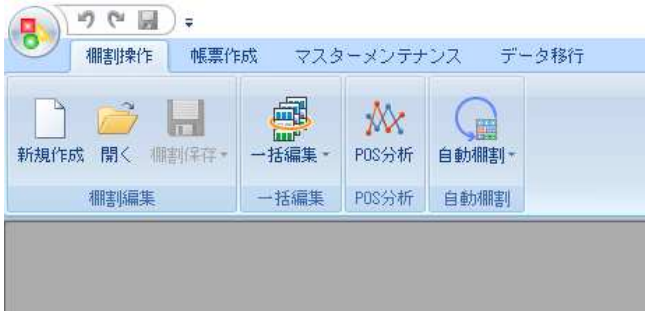 棚割操作 帳票作成 マスターメンテナンス データ移行
新規作成 開く 棚割保存 一括編集 POS分析 自動棚割
棚割編集 一括編集 POS分析 自動棚割